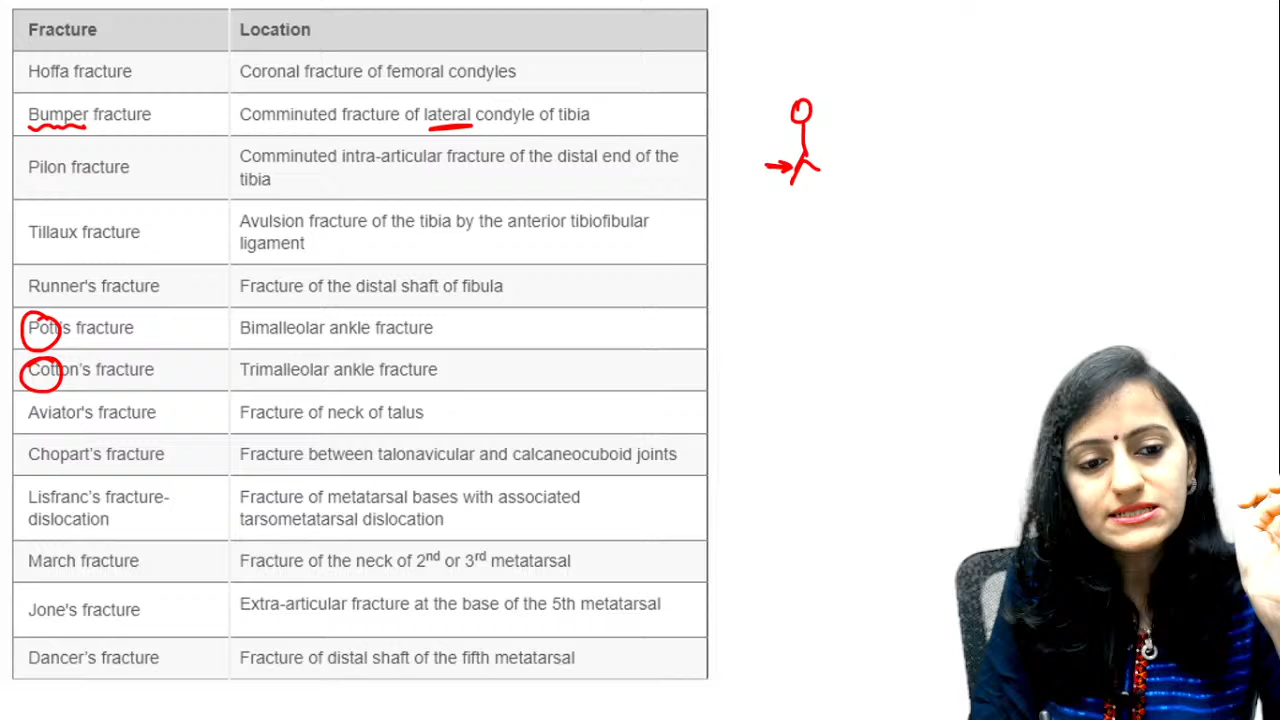 Fracture Location
Hoffa fracture Coronal fracture of femoral condyles
Bumper fracture Comminuted fracture of lateral condyle of tibia
Pilon fracture Comminuted intra-articular fracture of the distal end of the
tibia
Tillaux fracture Avulsion fracture of the tibia by the anterior tibiofibular
ligament
Runner's fracture Fracture of the distal shaft of fibula
Pott's fracture Bimalleolar ankle fracture
Cotton's fracture Trimalleolar ankle fracture
Aviator's fracture Fracture of neck of talus
Chopart's fracture Fracture between talonavicular and calcaneocuboid joints
Lisfranc's fracture- Fracture of metatarsal bases with associated
dislocation tarsometatarsal dislocation
March fracture Fracture of the neck of 2nd or 3rd metatarsal
Jone's fracture Extra-articular fracture at the base of the 5th metatarsal
Dancer's fracture Fracture of distal shaft of the fifth metatarsal